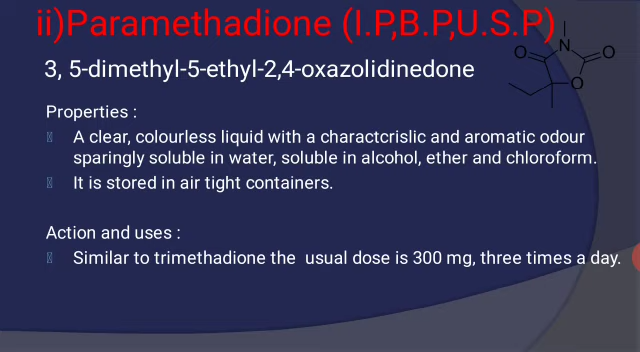 ii)Paramethadione (I.P,B.P,U.S.P)
3, 5-dimethyl-5-ethyl-2,4-oxazolidinedone
Properties :
A clear, colourless liquid with a charactcrislic and aromatic odour
sparingly soluble in water, soluble in alcohol, ether and chloroform.
It is stored in air tight containers.
Action and uses :
Similar to trimethadione the usual dose is 300 mg, three times a day.
O
N
O
O